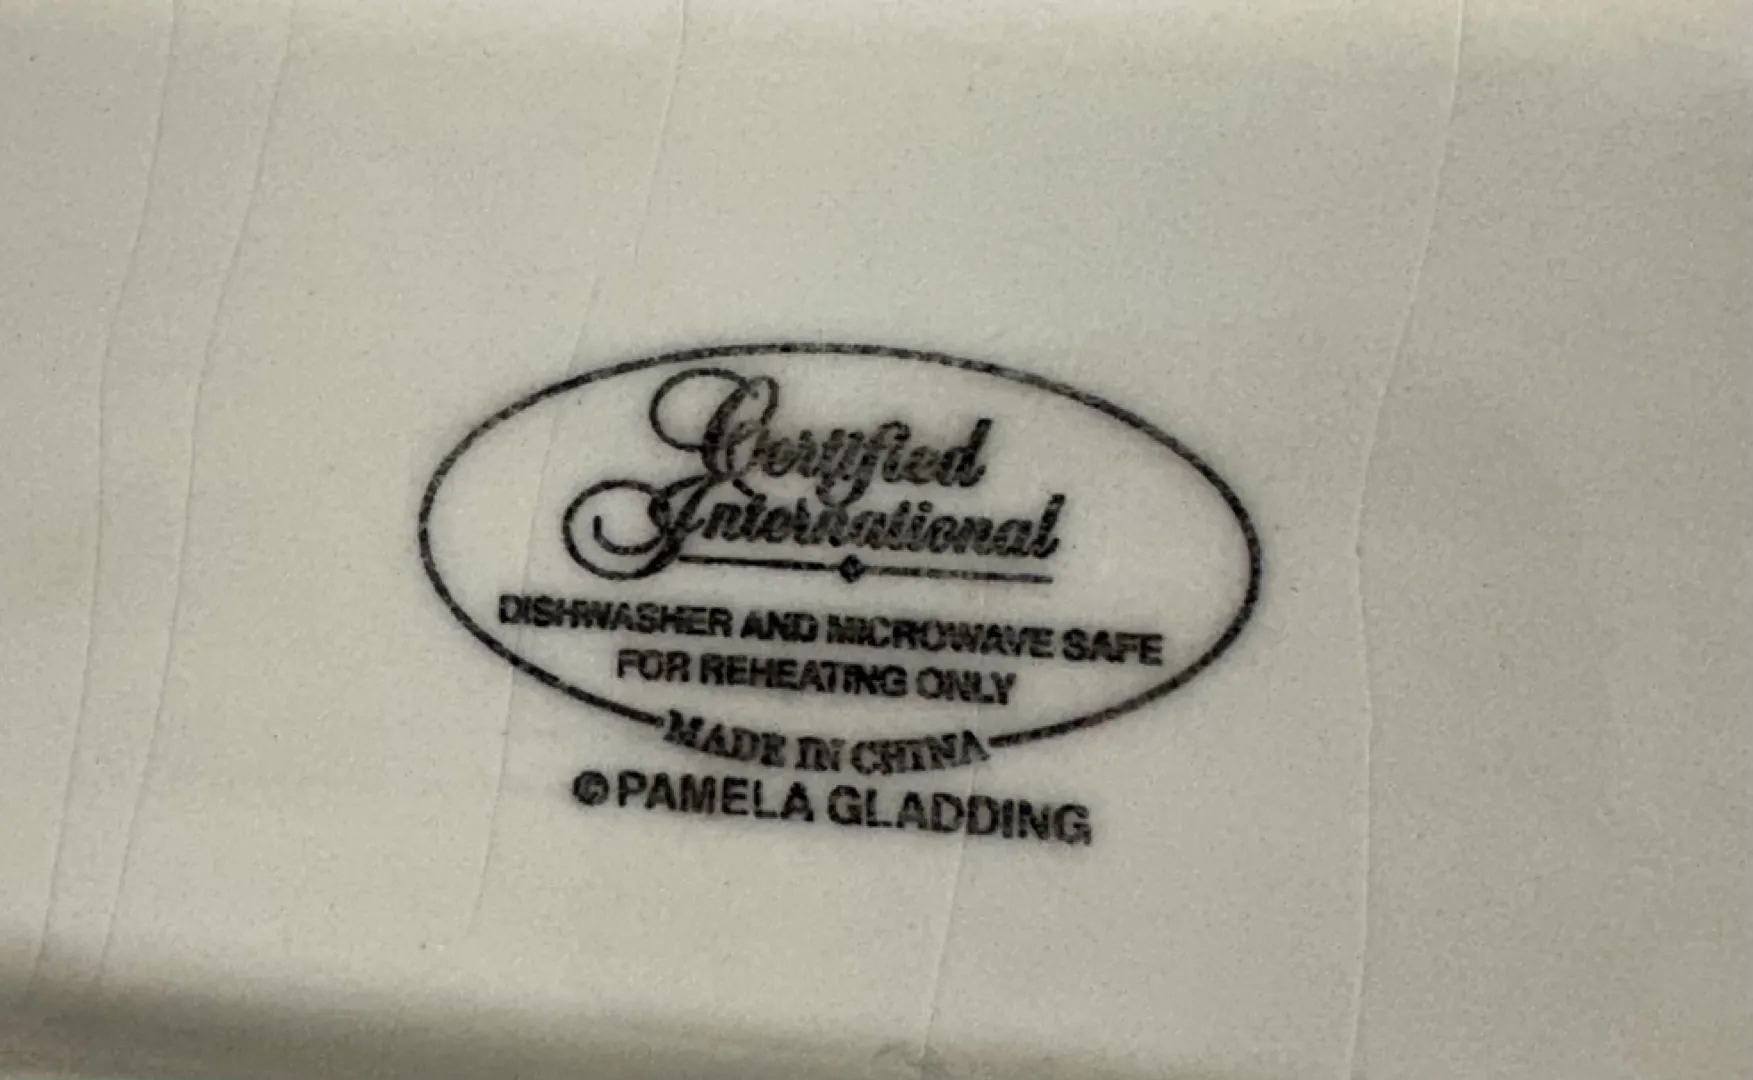 Certified
International
DISHWASHER AND MICROWAVE SAFE
FOR REHEATING ONLY
MADE IN CHINA
©PAMELA GLADDING